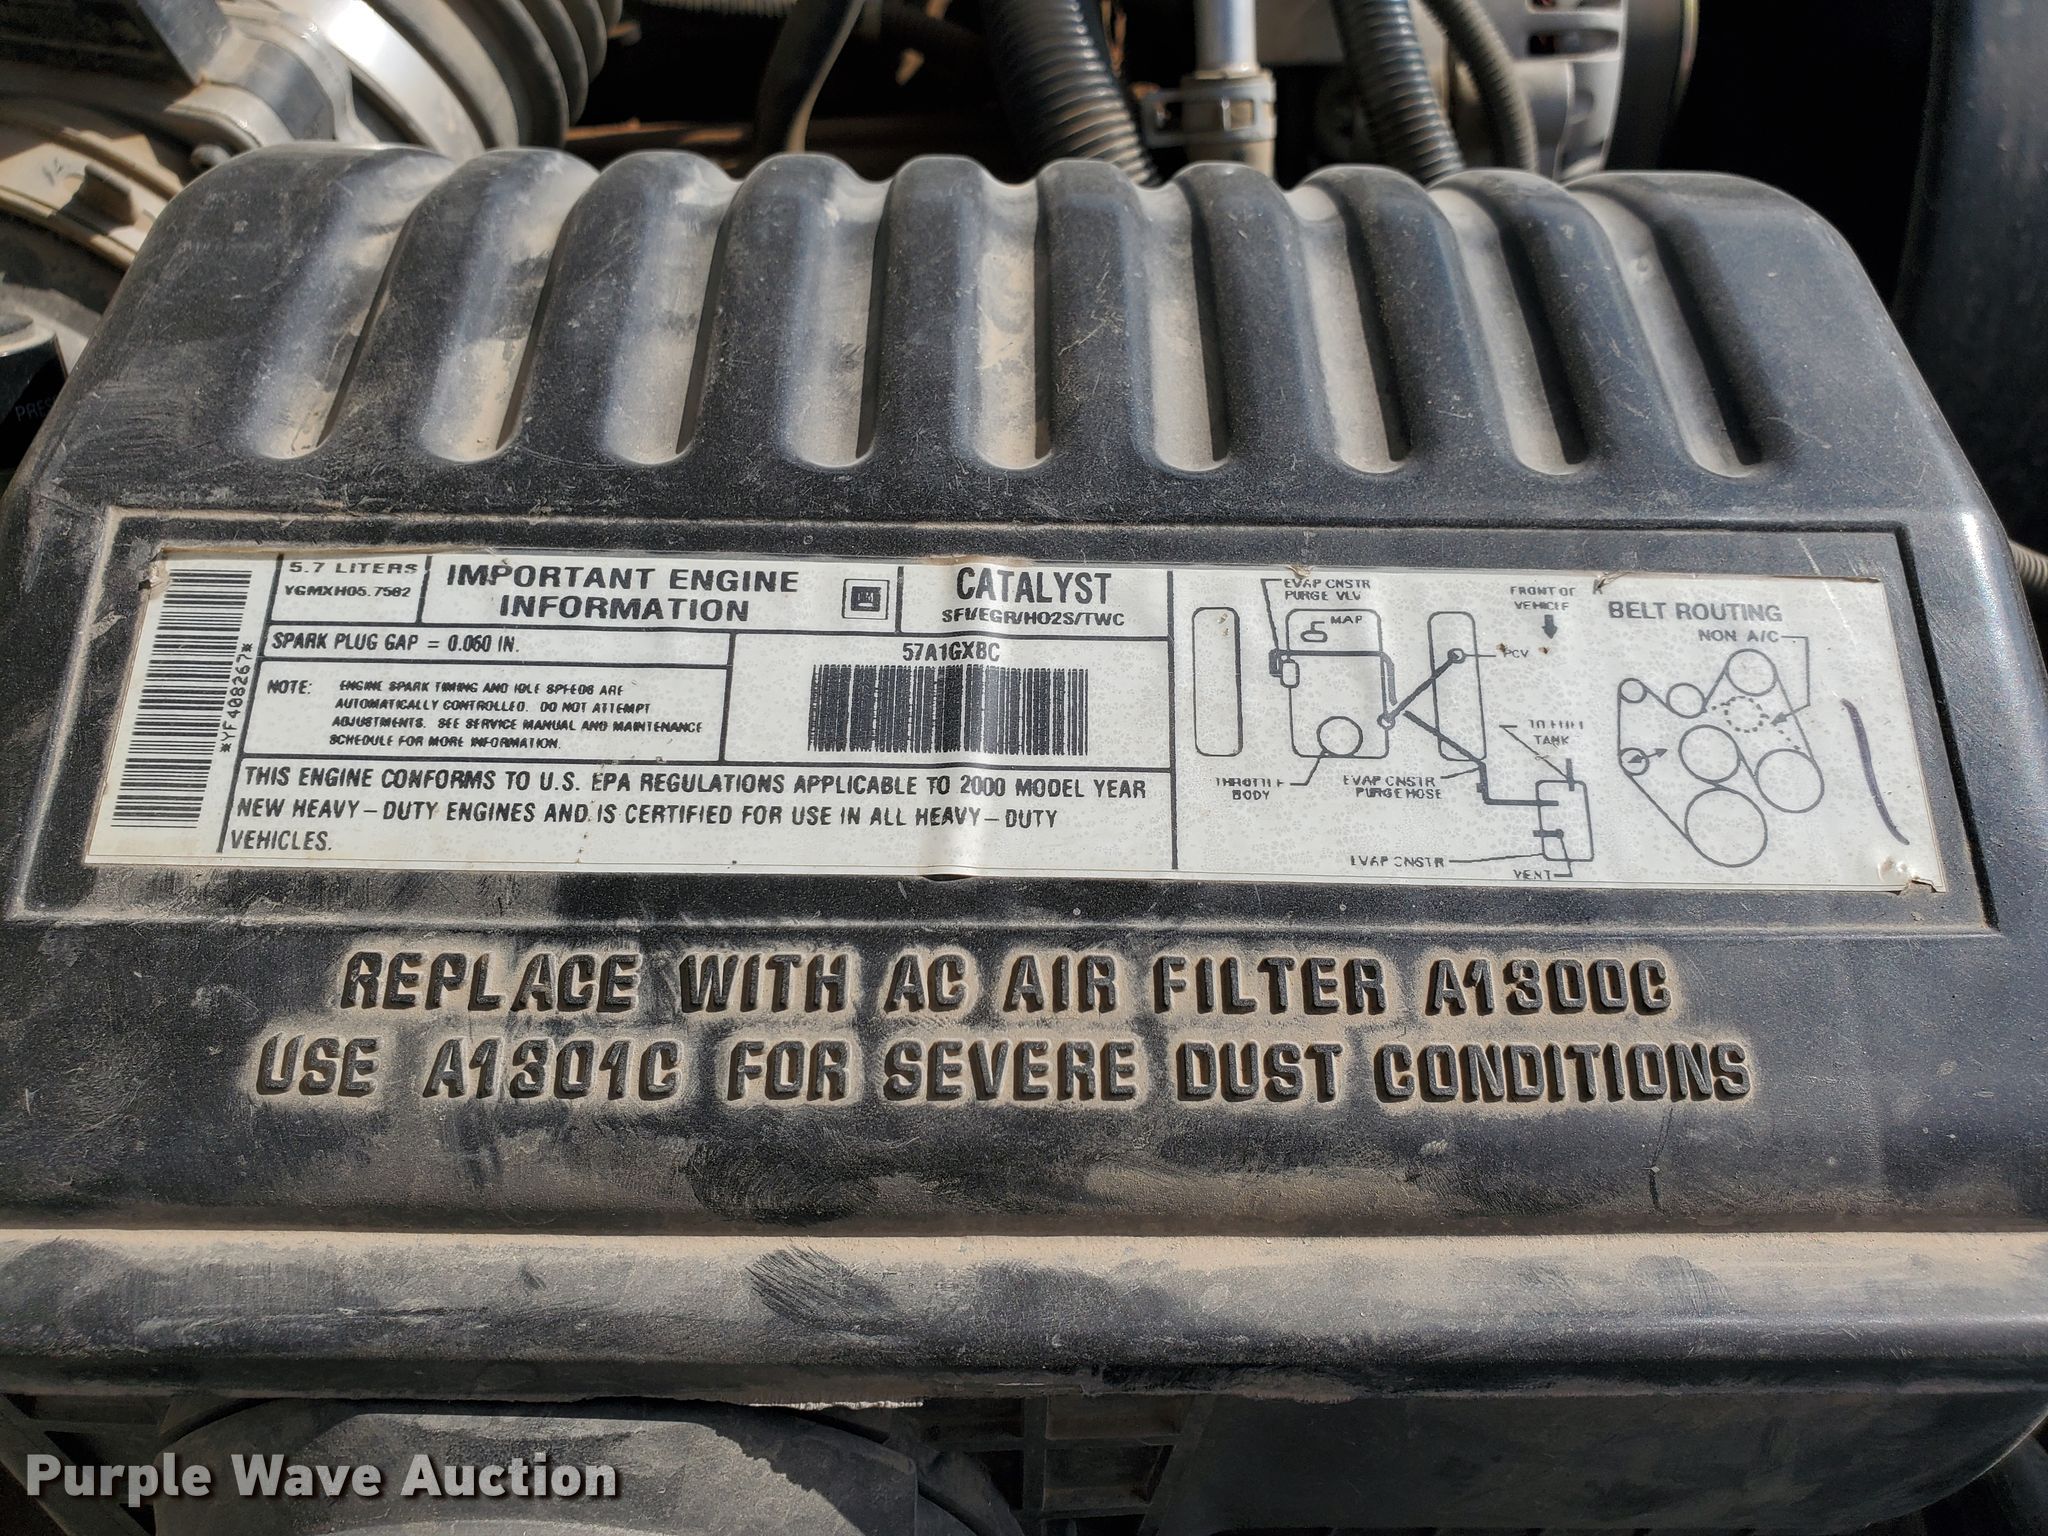 PRES
*YF408267*
5.7 LITERS
YGMXH05.7582
IMPORTANT ENGINE
INFORMATION
GM
CATALYST
SFI/EGR/HO2S/TWC
SPARK PLUG GAP = 0.060 IN.
57A1GXBC
NOTE: ENGINE SPARK TIMING AND IDLE SPEEDS ARE
AUTOMATICALLY CONTROLLED. DO NOT ATTEMPT
ADJUSTMENTS. SEE SERVICE MANUAL AND MAINTENANCE
SCHEDULE FOR MORE INFORMATION.
THIS ENGINE CONFORMS TO U.S. EPA REGULATIONS APPLICABLE TO 2000 MODEL YEAR
NEW HEAVY-DUTY ENGINES AND IS CERTIFIED FOR USE IN ALL HEAVY-DUTY
VEHICLES.
EVAP CNSTR
PURGE VLV
MAP
FRONT OF
VEHICLE
PCV
TO FUEL
TANK
THROTTLE
BODY
EVAP CNSTR
PURGE HOSE
EVAP CNSTR
VENT
BELT ROUTING
NON A/C
REPLACE WITH AC AIR FILTER A1300C
USE A1301C FOR SEVERE DUST CONDITIONS
Purple Wave Auction